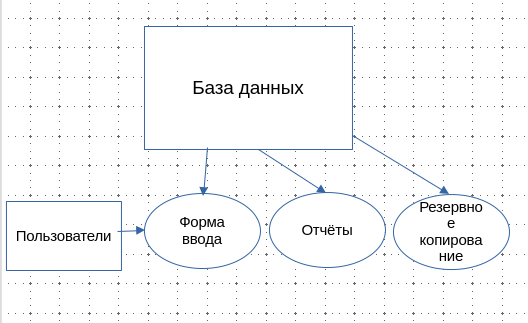 База данных
Пользователи
Форма
ввода
Отчёты
Резервно
е
копирова
ние